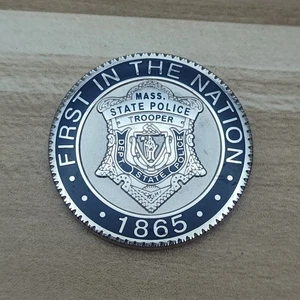 FIRST IN THE NATION
MASS.
STATE POLICE
TROOPER
DEPT STATE POLICE
• 1865 •